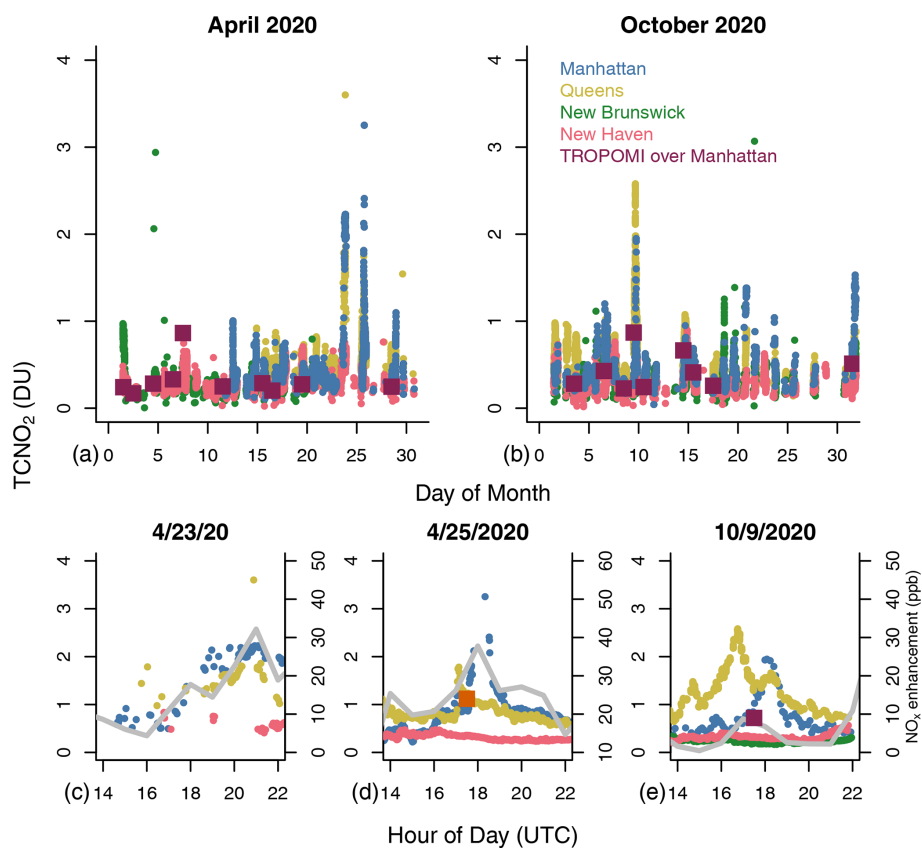 April 2020 October 2020
TCNO₂ (DU)
4
3
2
1
0
4
3
2
1
0
Manhattan
Queens
New Brunswick
New Haven
TROPOMI over Manhattan
(a) 0 5 10 15 20 25 30
(b) 0 5 10 15 20 25 30
Day of Month
4/23/20 4/25/2020 10/9/2020
4
3
2
1
0
50
40
30
20
10
0
4
3
2
1
0
60
50
40
30
20
10
4
3
2
1
0
50
40
30
20
10
0
NOₓ enhancement (ppb)
(c) 14 16 18 20 22
(d) 14 16 18 20 22
(e) 14 16 18 20 22
Hour of Day (UTC)